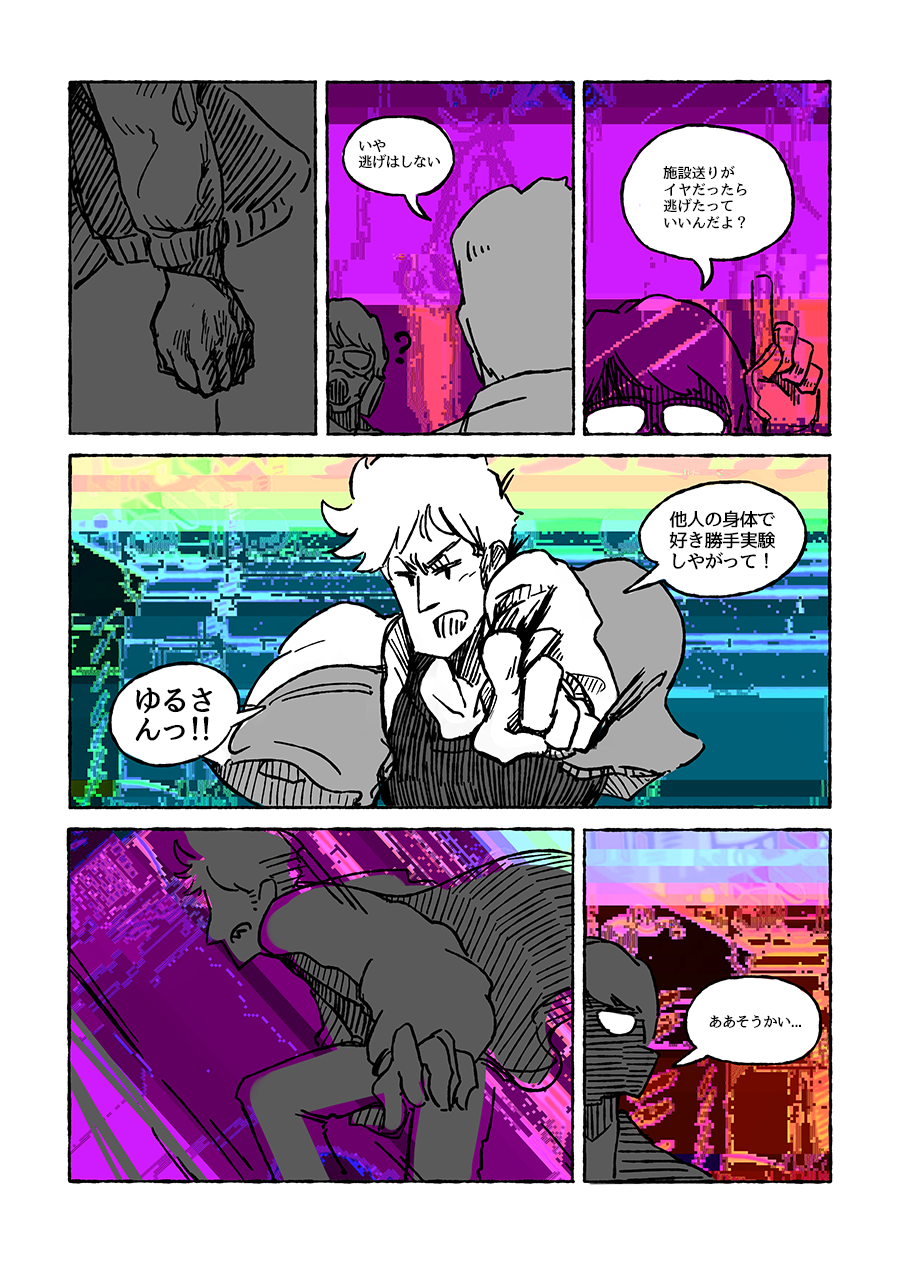 施設送りが
イヤだったら
逃げたって
いいんだよ？
いや
逃げはしない
?
他人の身体で
好き勝手実験
しやがって！
ゆるさ
んっ!!
ああそうかい...